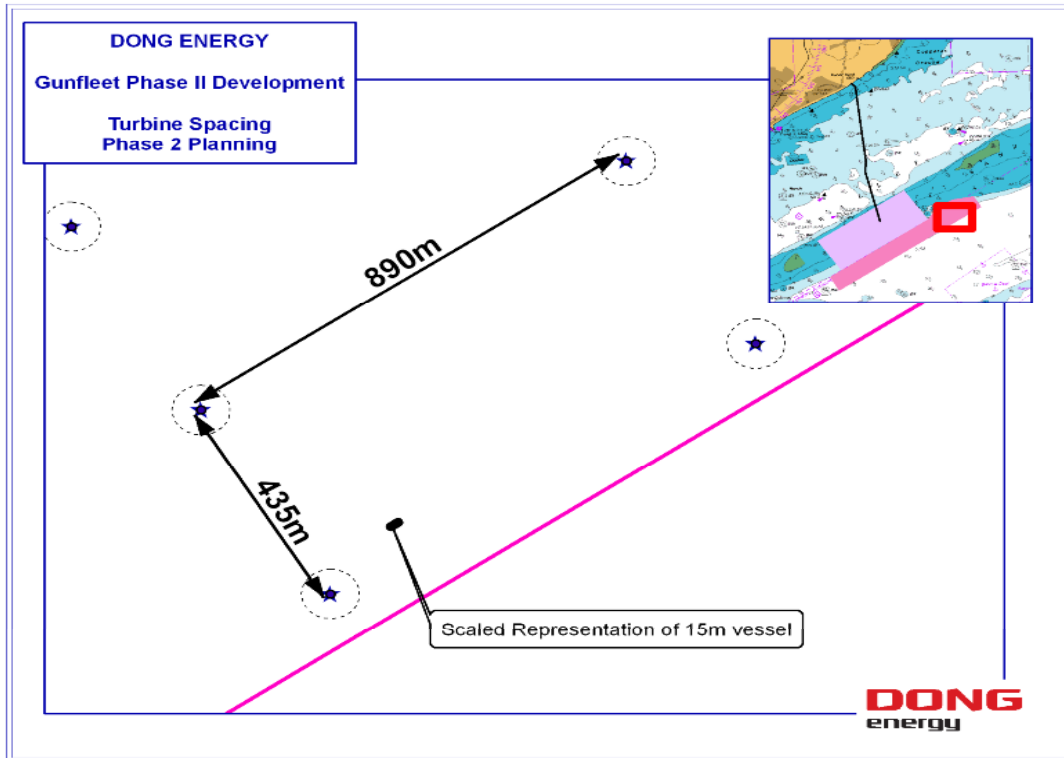 DONG ENERGY
Gunfleet Phase II Development
Turbine Spacing
Phase 2 Planning
890m
435m
Scaled Representation of 15m vessel
DONG
energy